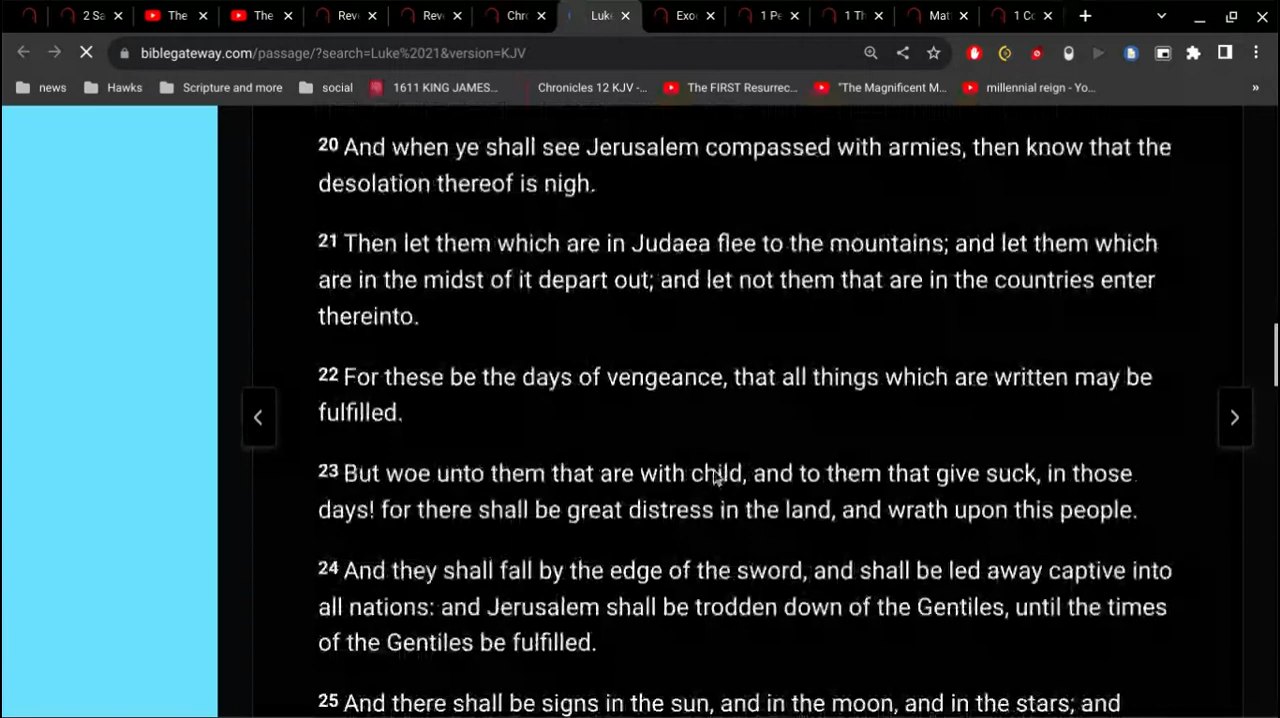 2 Sa
The
The
Reve
Reve
Chro
Luke
Exo
1 Pe
1 Th
Mat
1 Co
biblegateway.com/passage/?search=Luke%2021&version=KJV
news
Hawks
Scripture and more
social
1611 KING JAMES...
Chronicles 12 KJV -...
The FIRST Resurrec...
"The Magnificent M...
millennial reign - Yo...
20 And when ye shall see Jerusalem compassed with armies, then know that the
desolation thereof is nigh.
21 Then let them which are in Judaea flee to the mountains; and let them which
are in the midst of it depart out; and let not them that are in the countries enter
thereinto.
22 For these be the days of vengeance, that all things which are written may be
fulfilled.
23 But woe unto them that are with child, and to them that give suck, in those
days! for there shall be great distress in the land, and wrath upon this people.
24 And they shall fall by the edge of the sword, and shall be led away captive into
all nations: and Jerusalem shall be trodden down of the Gentiles, until the times
of the Gentiles be fulfilled.
25 And there shall be signs in the sun, and in the moon, and in the stars; and